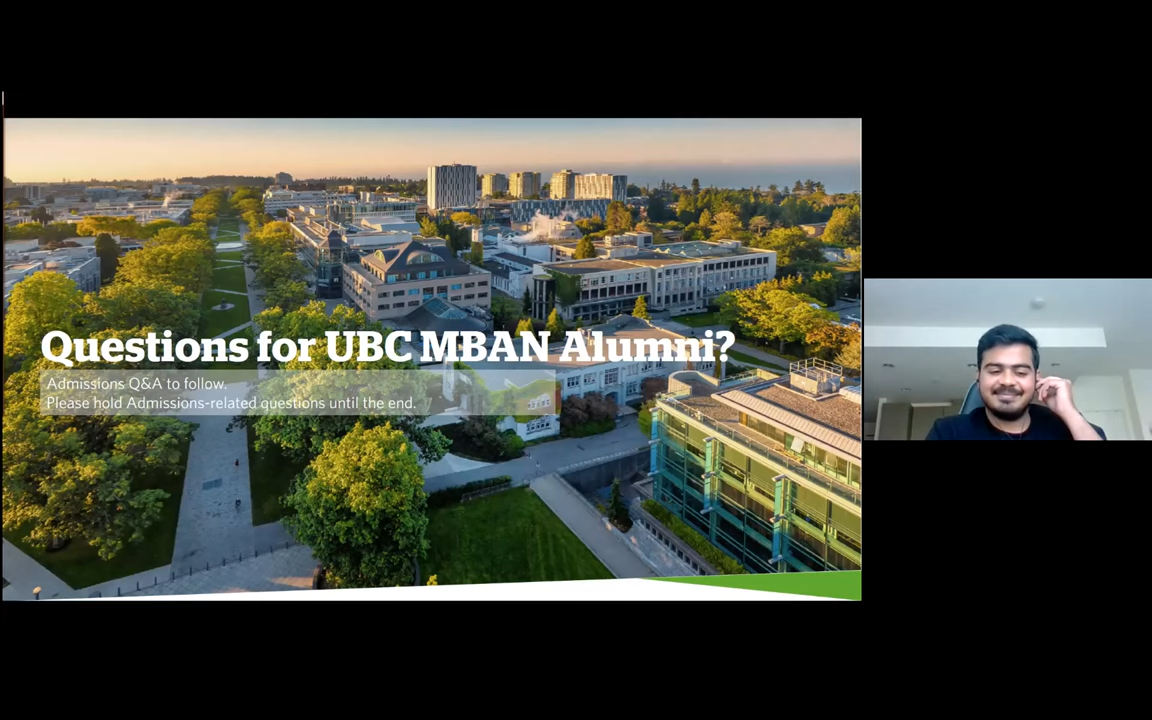 Questions for UBC MBAN Alumni?
Admissions Q&A to follow.
Please hold Admissions-related questions until the end.